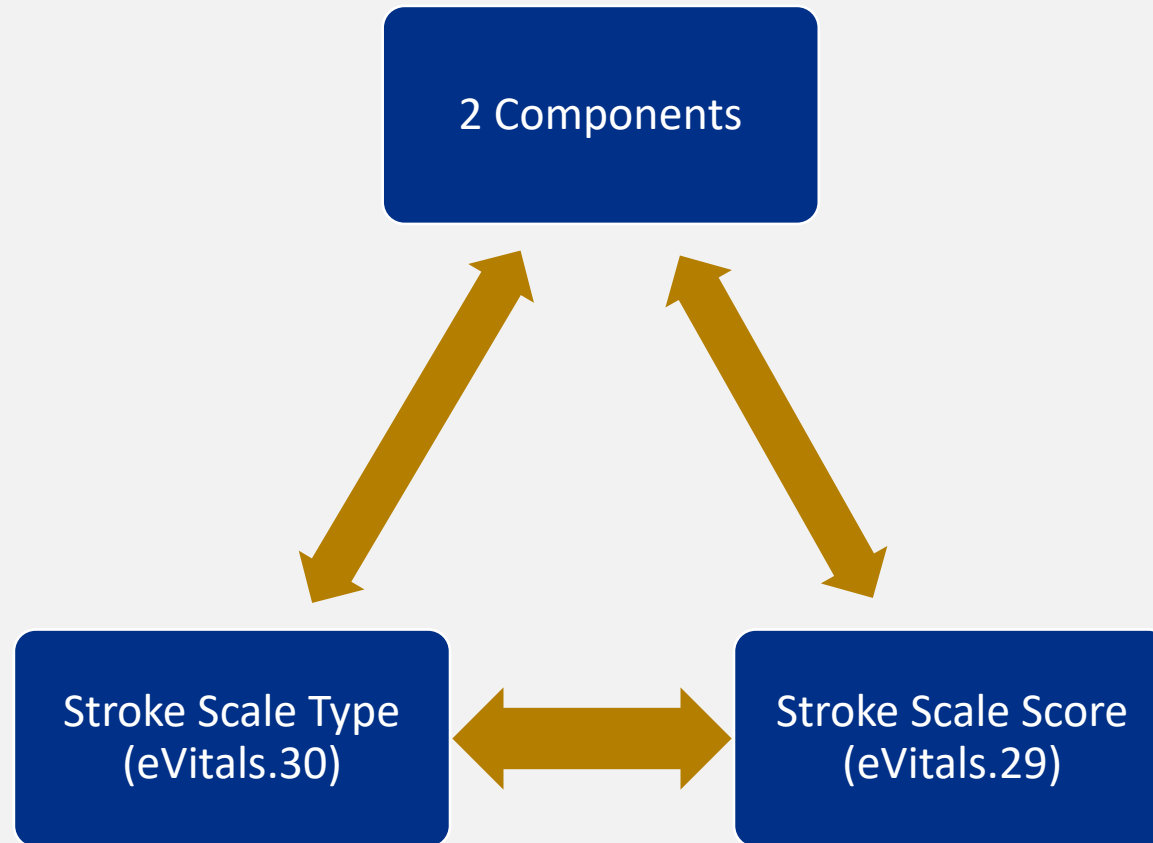 2 Components
Stroke Scale Type
(eVitals.30)
Stroke Scale Score
(eVitals.29)